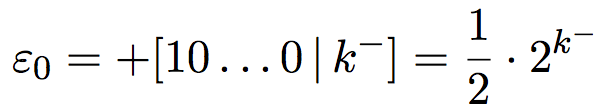 ε₀ = +[10 … 0 | k⁻] = 1/2 · 2^{k⁻}